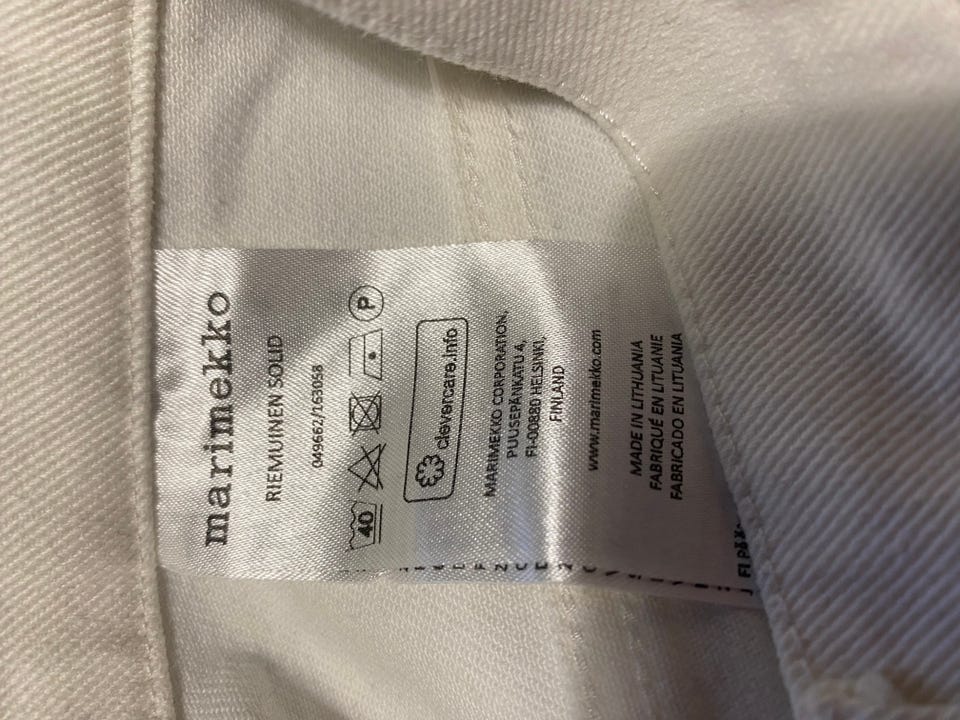 marimekko
RIEMUINEN SOLID
049662/163058
40 P
clevercare.info
MARIMEKKO CORPORATION,
PUUSEPÄNKATU 4,
FI-00880 HELSINKI,
FINLAND
www.marimekko.com
MADE IN LITHUANIA
FABRIQUÉ EN LITUANIE
FABRICADO EN LITUANIA